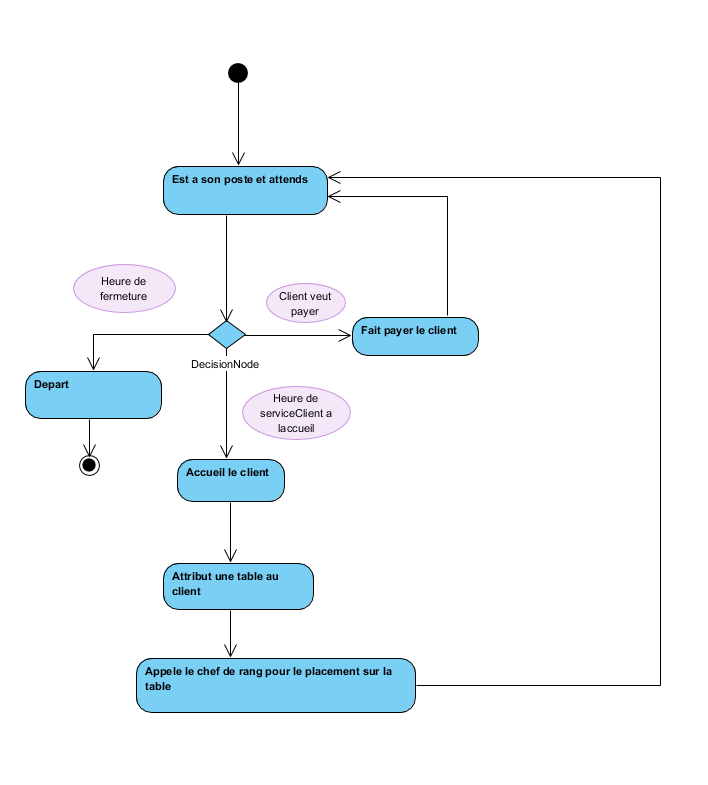 Est a son poste et attends
Heure de
fermeture
Client veut
payer
Fait payer le client
DecisionNode
Depart
Heure de
serviceClient a
laccueil
Accueil le client
Attribut une table au
client
Appele le chef de rang pour le placement sur la
table